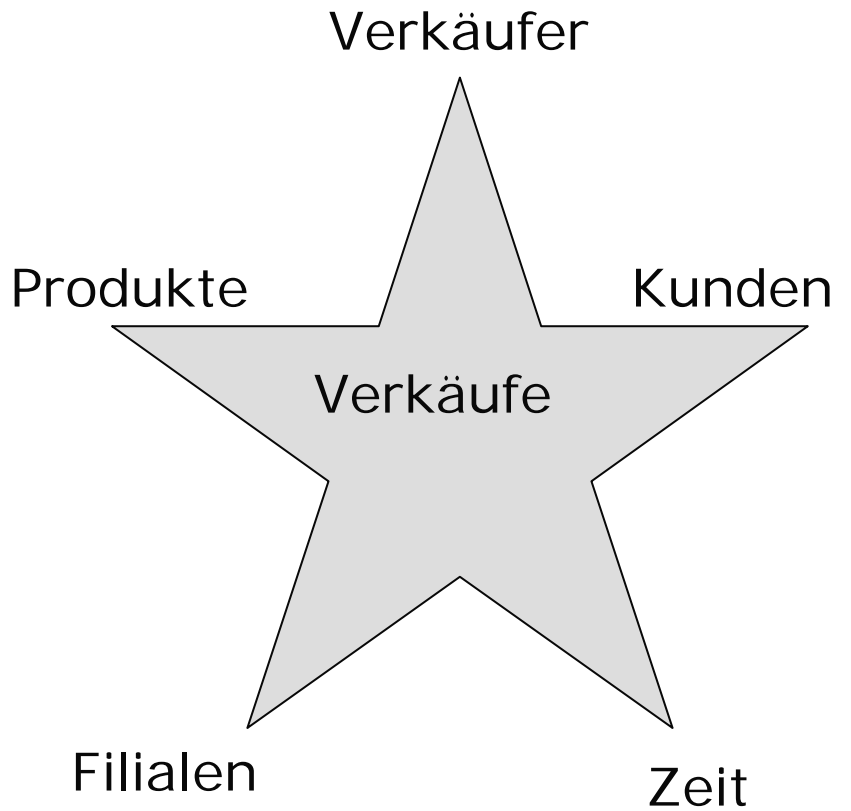 Verkäufer
Produkte
Kunden
Verkäufe
Filialen
Zeit